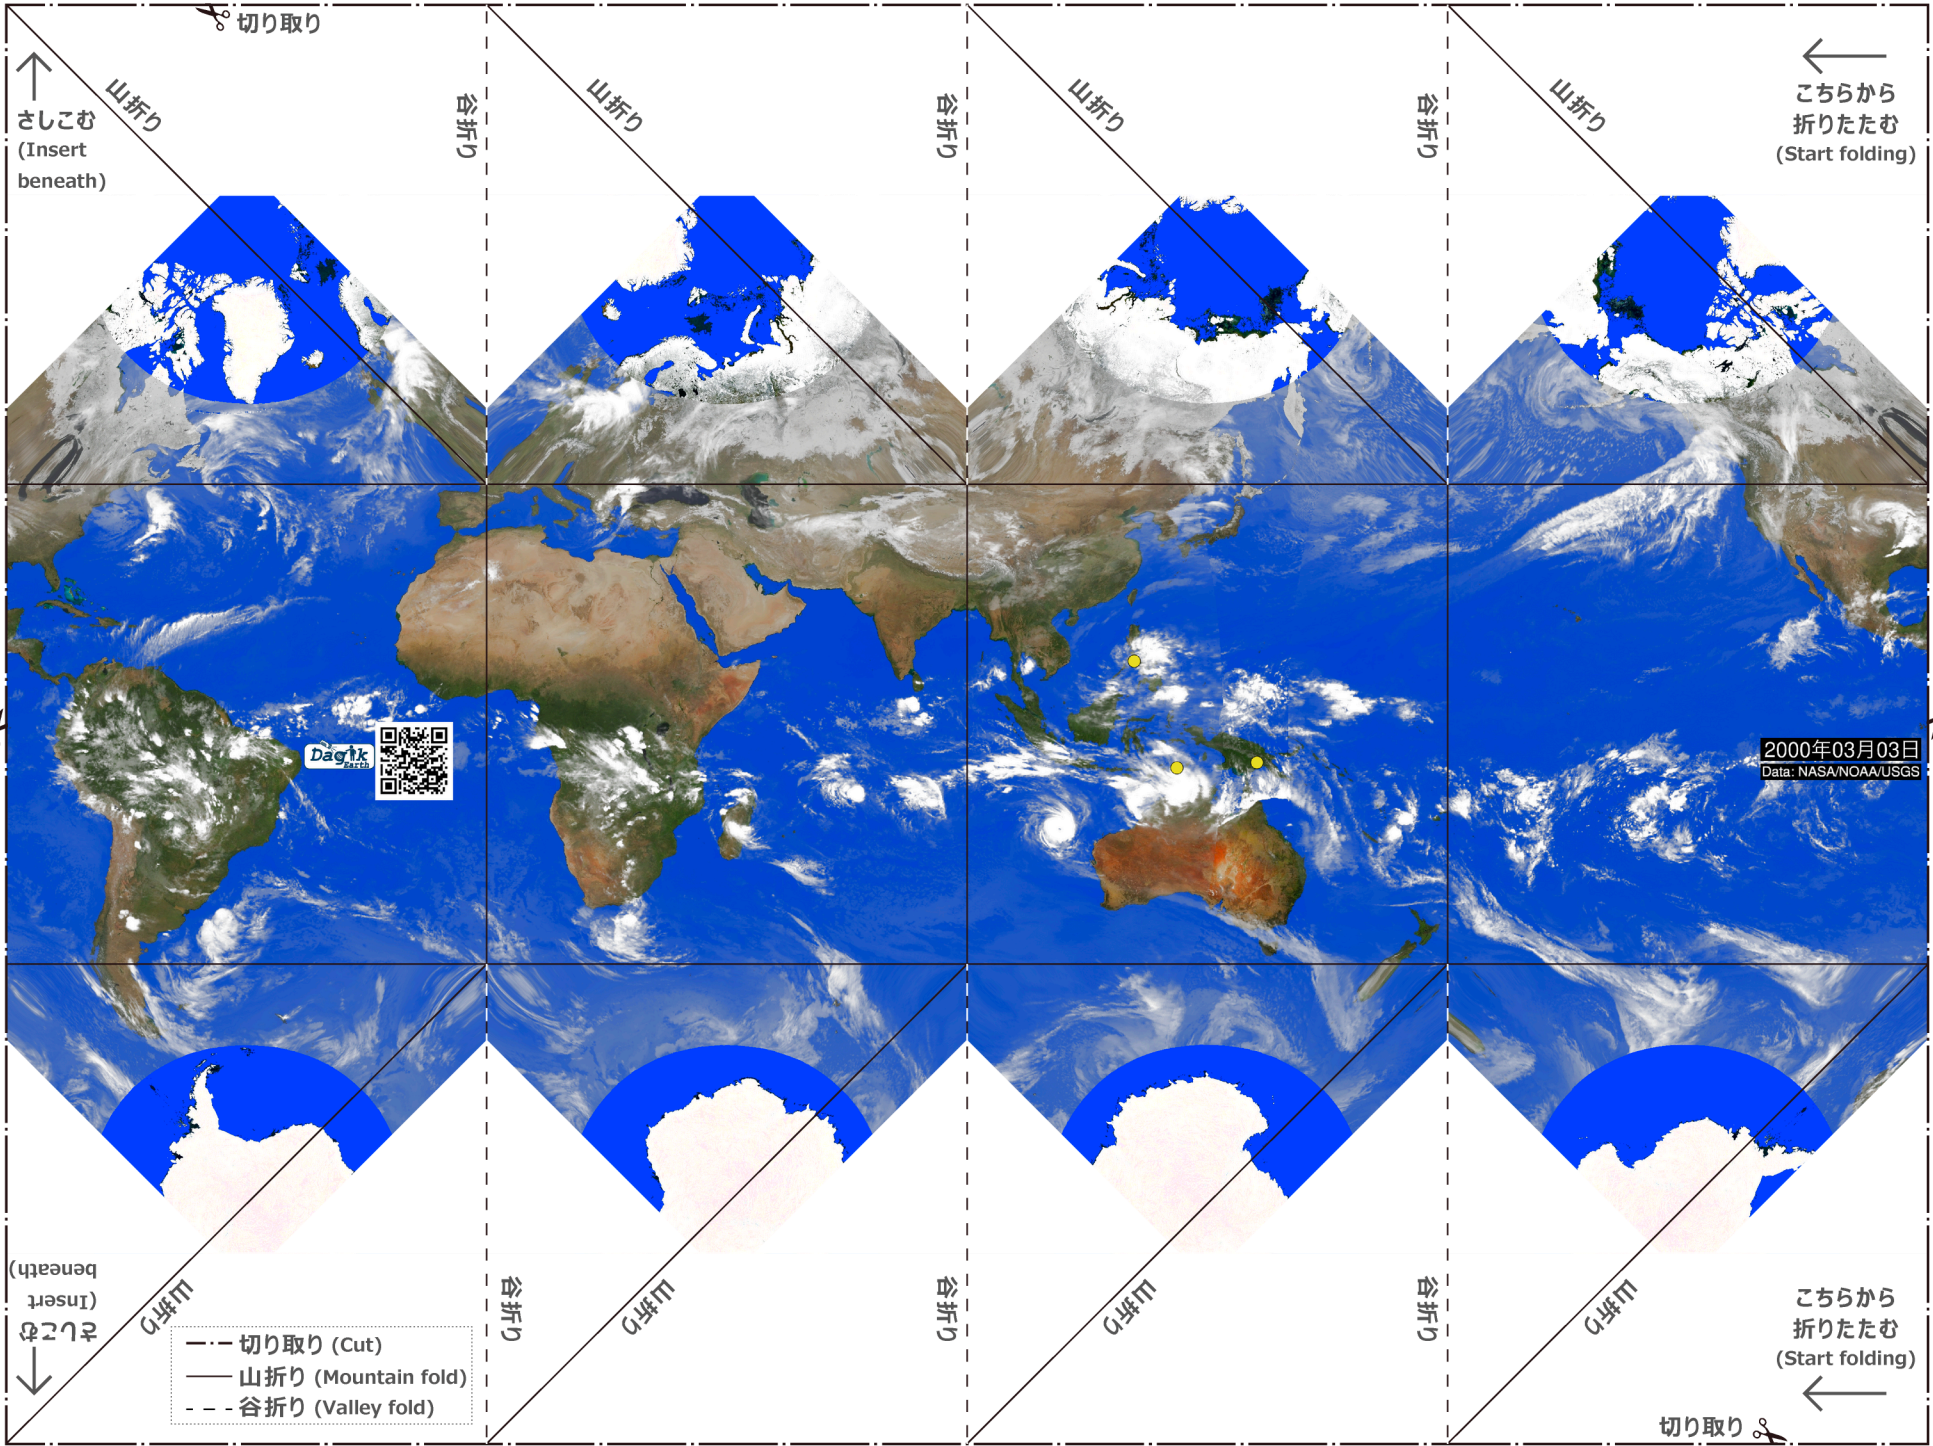 切り取り
山折り
谷折り
山折り
谷折り
山折り
谷折り
山折り
さしこむ
(Insert
beneath)
こちらから
折りたたむ
(Start folding)
Dagik
Earth
2000年03月03日
Data: NASA/NOAA/USGS
さしこむ
(Insert
beneath)
山折り
谷折り
山折り
谷折り
山折り
谷折り
山折り
こちらから
折りたたむ
(Start folding)
切り取り (Cut)
山折り (Mountain fold)
谷折り (Valley fold)
切り取り